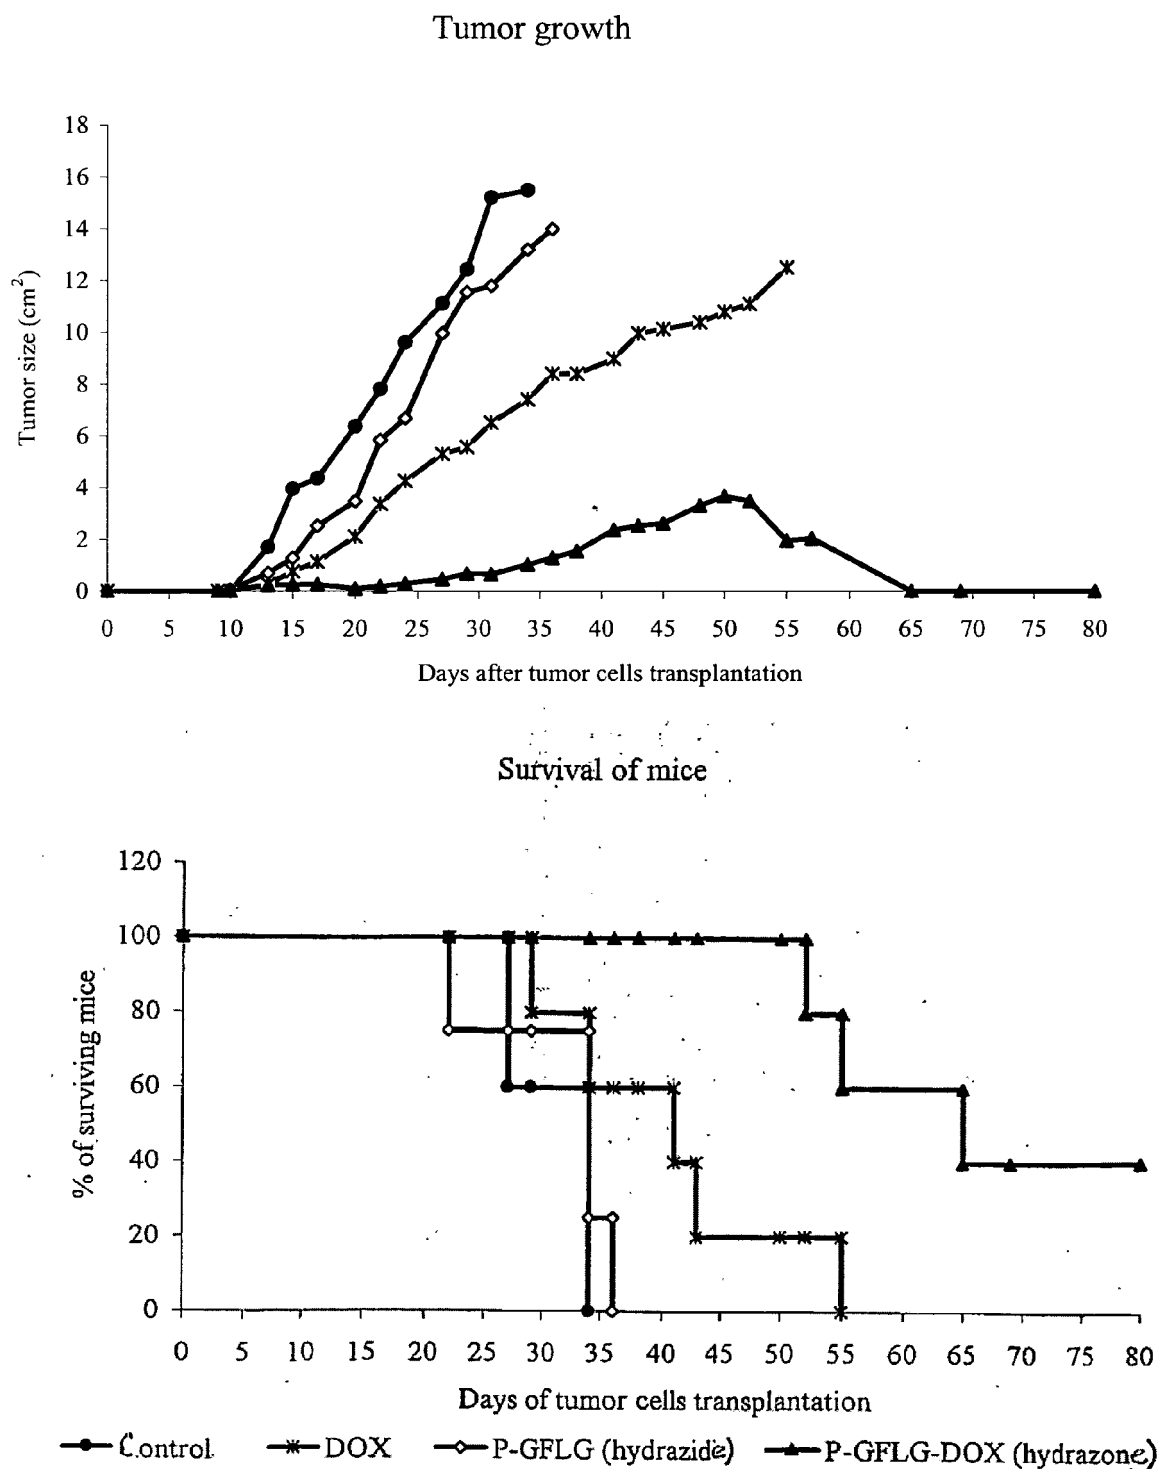 Tumor growth
18
16
14
12
10
8
6
4
2
0
Tumor size (cm²)
0 5 10 15 20 25 30 35 40 45 50 55 60 65 70 75 80
Days after tumor cells transplantation
Survival of mice
120
100
80
60
40
20
0
% of surviving mice
0 5 10 15 20 25 30 35 40 45 50 55 60 65 70 75 80
Days of tumor cells transplantation
Control DOX P-GFLG (hydrazide) P-GFLG-DOX (hydrazone)